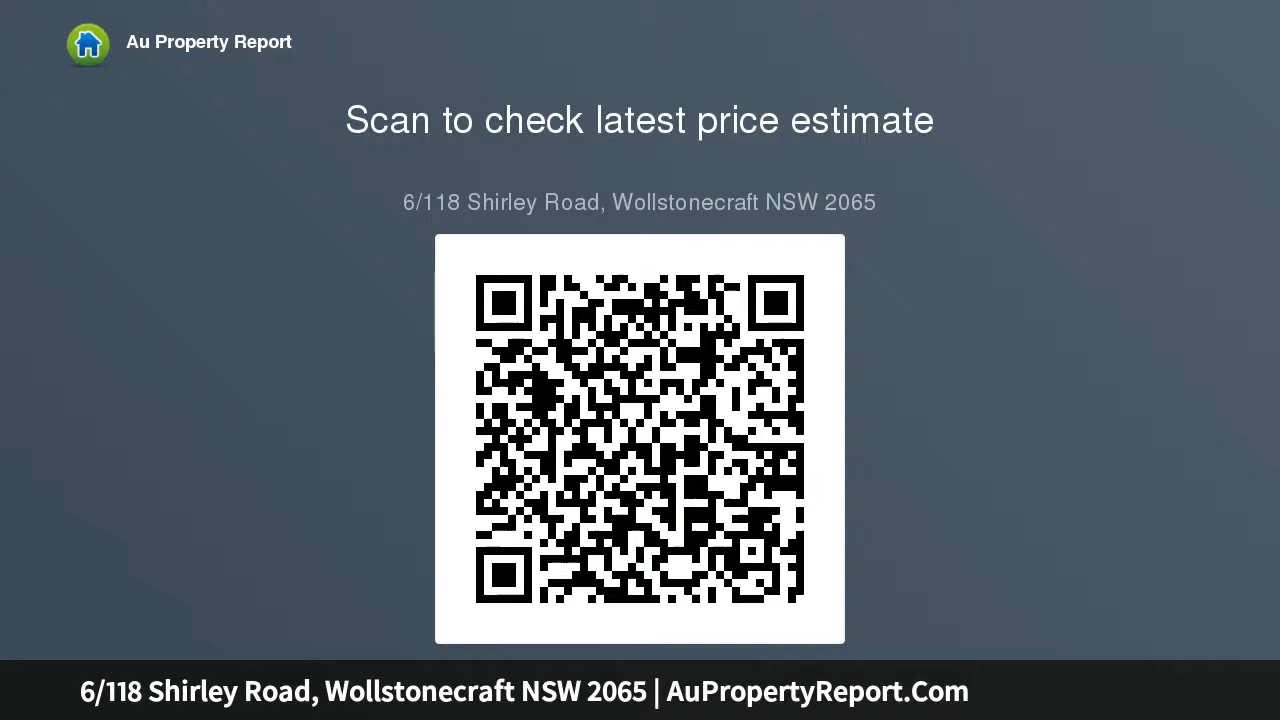 Au Property Report
Scan to check latest price estimate
6/118 Shirley Road, Wollstonecraft NSW 2065
6/118 Shirley Road, Wollstonecraft NSW 2065 | AuPropertyReport.Com